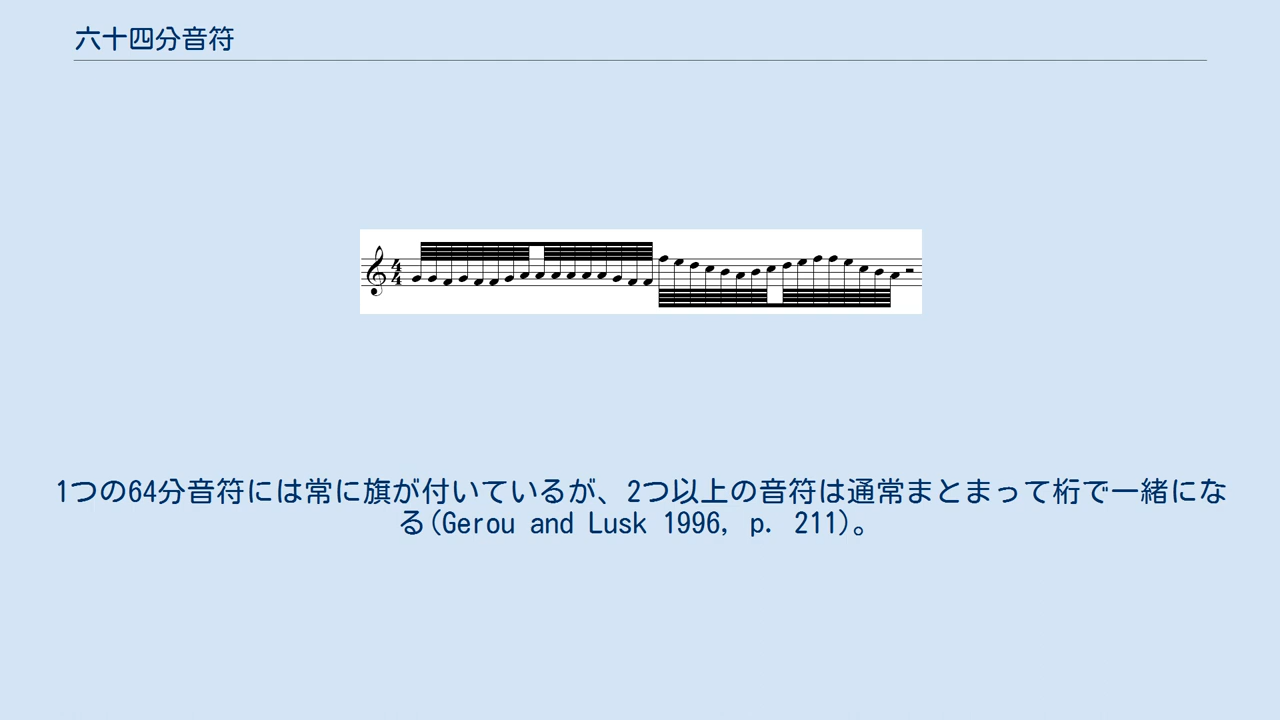 六十四分音符
4
4
1つの64分音符には常に旗が付いているが、2つ以上の音符は通常まとまって桁で一緒にな
る(Gerou and Lusk 1996, p. 211)。